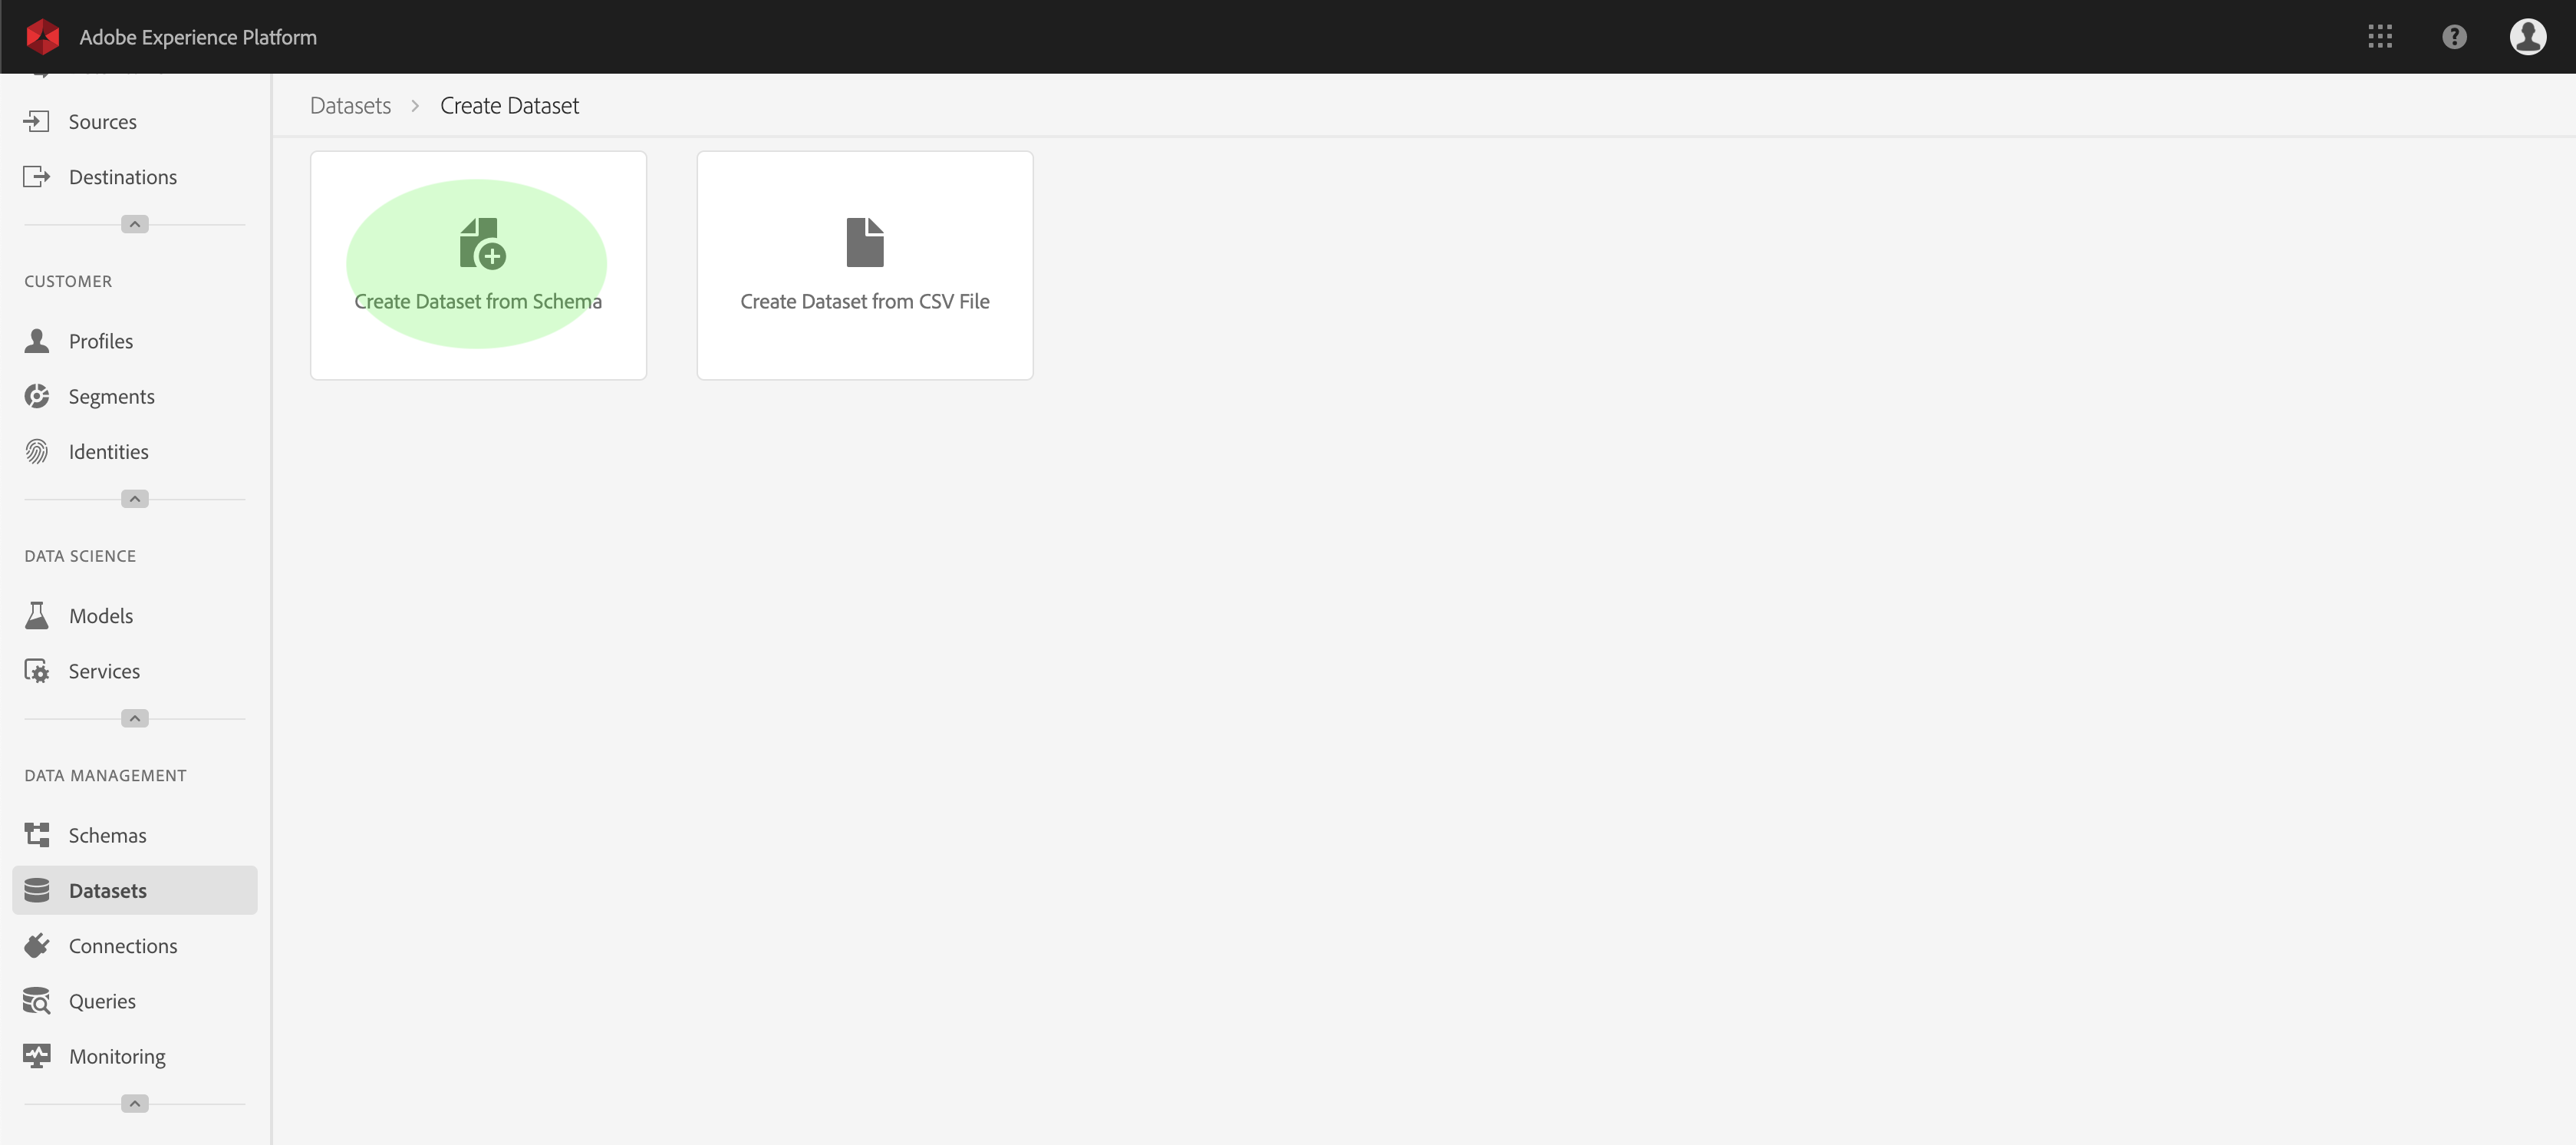 Adobe Experience Platform
Sources
Destinations
CUSTOMER
Profiles
Segments
Identities
DATA SCIENCE
Models
Services
DATA MANAGEMENT
Schemas
Datasets
Connections
Queries
Monitoring
Datasets > Create Dataset
Create Dataset from Schema
Create Dataset from CSV File